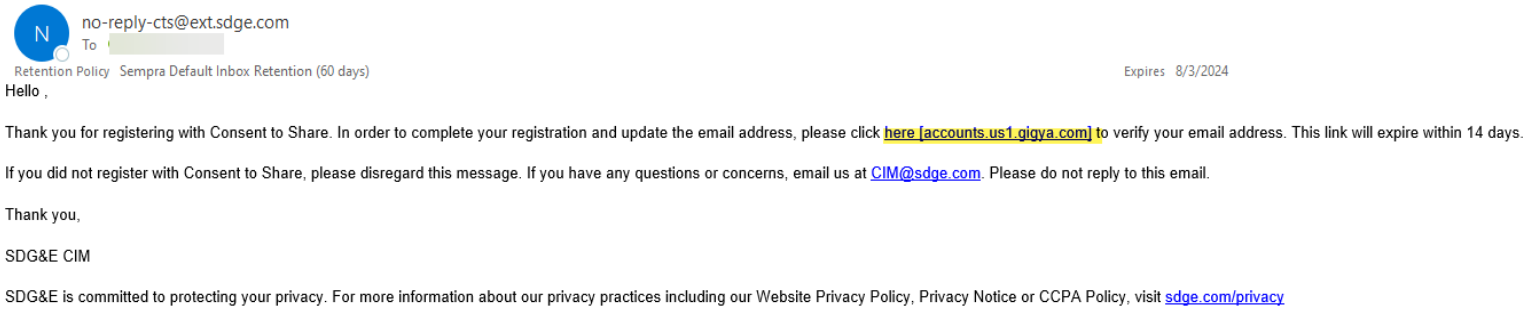 N
no-reply-cts@ext.sdge.com
To
Retention Policy Sempra Default Inbox Retention (60 days) Expires 8/3/2024
Hello ,
Thank you for registering with Consent to Share. In order to complete your registration and update the email address, please click here [accounts.us1.gigya.com] to verify your email address. This link will expire within 14 days.
If you did not register with Consent to Share, please disregard this message. If you have any questions or concerns, email us at CIM@sdge.com. Please do not reply to this email.
Thank you,
SDG&E CIM
SDG&E is committed to protecting your privacy. For more information about our privacy practices including our Website Privacy Policy, Privacy Notice or CCPA Policy, visit sdge.com/privacy